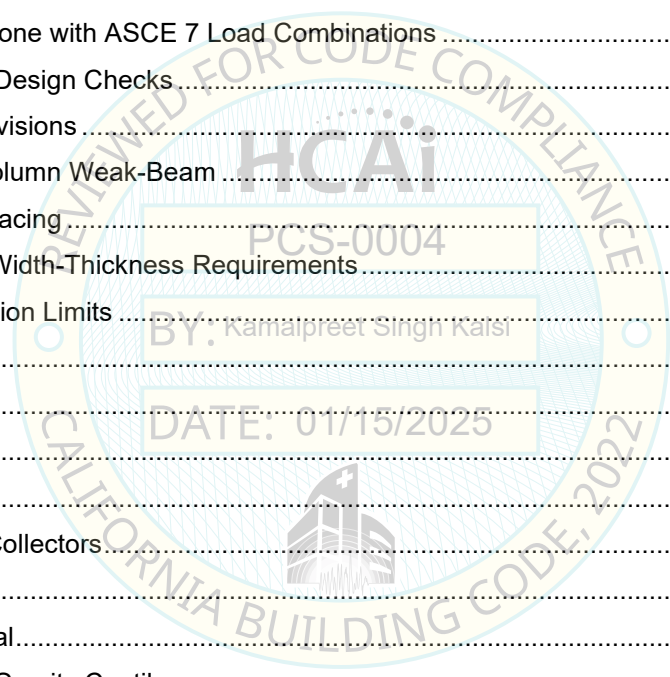 one with ASCE 7 Load Combinations
Design Checks
visions
olumn Weak-Beam
acing
Width-Thickness Requirements
ion Limits
Collectors
al
REVIEWED FOR CODE COMPLIANCE
HCAi
PCS-0004
BY: Kamalpreet Singh Kalsi
DATE: 01/15/2025
CALIFORNIA BUILDING CODE, 2022